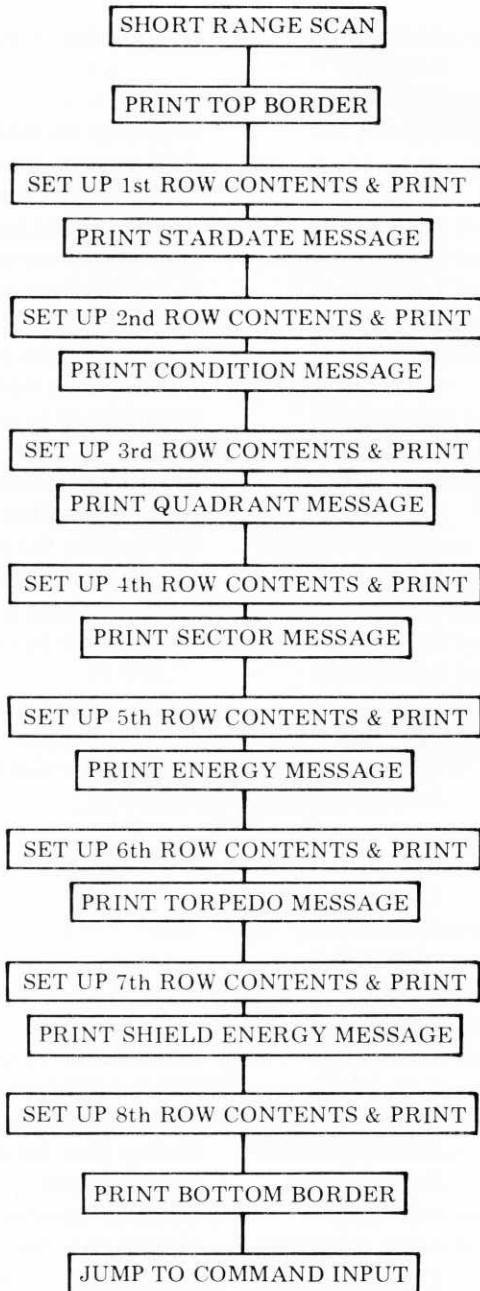 SHORT RANGE SCAN
PRINT TOP BORDER
SET UP 1st ROW CONTENTS & PRINT
PRINT STARDATE MESSAGE
SET UP 2nd ROW CONTENTS & PRINT
PRINT CONDITION MESSAGE
SET UP 3rd ROW CONTENTS & PRINT
PRINT QUADRANT MESSAGE
SET UP 4th ROW CONTENTS & PRINT
PRINT SECTOR MESSAGE
SET UP 5th ROW CONTENTS & PRINT
PRINT ENERGY MESSAGE
SET UP 6th ROW CONTENTS & PRINT
PRINT TORPEDO MESSAGE
SET UP 7th ROW CONTENTS & PRINT
PRINT SHIELD ENERGY MESSAGE
SET UP 8th ROW CONTENTS & PRINT
PRINT BOTTOM BORDER
JUMP TO COMMAND INPUT